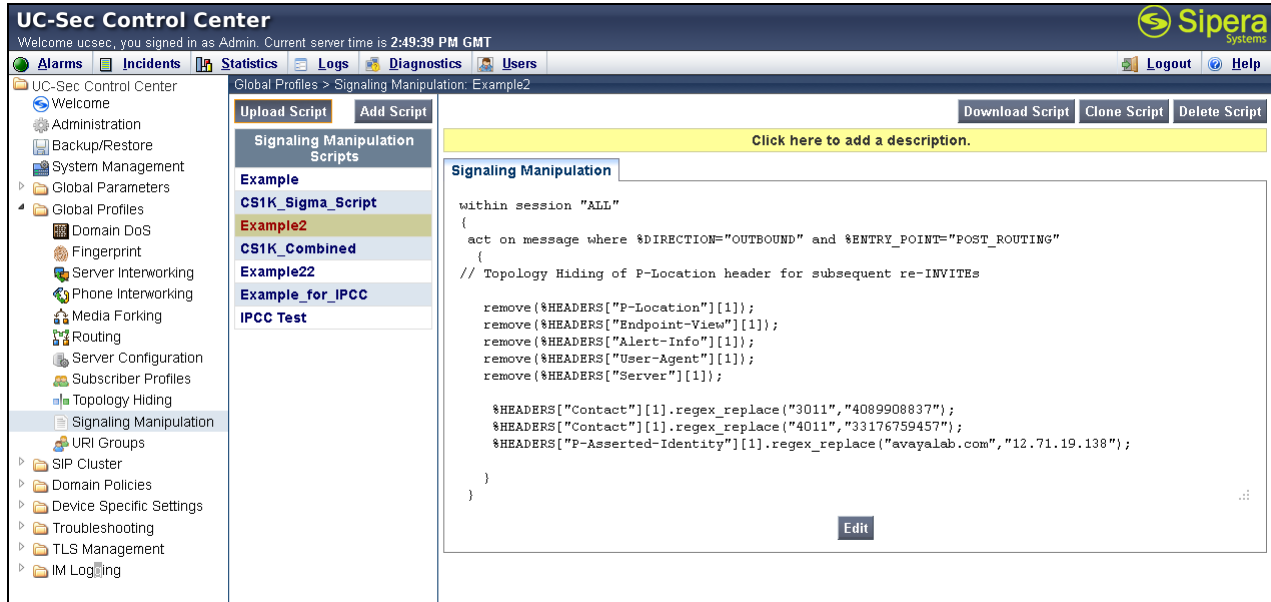 UC-Sec Control Center
Welcome ucsec, you signed in as Admin. Current server time is 2:49:39 PM GMT
Sipera
Systems
Alarms Incidents Statistics Logs Diagnostics Users Logout Help
UC-Sec Control Center
Welcome
Administration
Backup/Restore
System Management
Global Parameters
Global Profiles
Domain DoS
Fingerprint
Server Interworking
Phone Interworking
Media Forking
Routing
Server Configuration
Subscriber Profiles
Topology Hiding
Signaling Manipulation
URI Groups
SIP Cluster
Domain Policies
Device Specific Settings
Troubleshooting
TLS Management
IM Logging
Global Profiles > Signaling Manipulation: Example2
Upload Script Add Script
Signaling Manipulation
Scripts
Example
CS1K_Sigma_Script
Example2
CS1K_Combined
Example22
Example_for_IPCC
IPCC Test
Download Script Clone Script Delete Script
Click here to add a description.
Signaling Manipulation
within session "ALL"
{
act on message where %DIRECTION="OUTBOUND" and %ENTRY_POINT="POST_ROUTING"
{
// Topology Hiding of P-Location header for subsequent re-INVITEs
remove(%HEADERS["P-Location"][1]);
remove(%HEADERS["Endpoint-View"][1]);
remove(%HEADERS["Alert-Info"][1]);
remove(%HEADERS["User-Agent"][1]);
remove(%HEADERS["Server"][1]);
%HEADERS["Contact"][1].regex_replace("3011","4089908837");
%HEADERS["Contact"][1].regex_replace("4011","33176759457");
%HEADERS["P-Asserted-Identity"][1].regex_replace("avayalab.com","12.71.19.138");
}
}
Edit